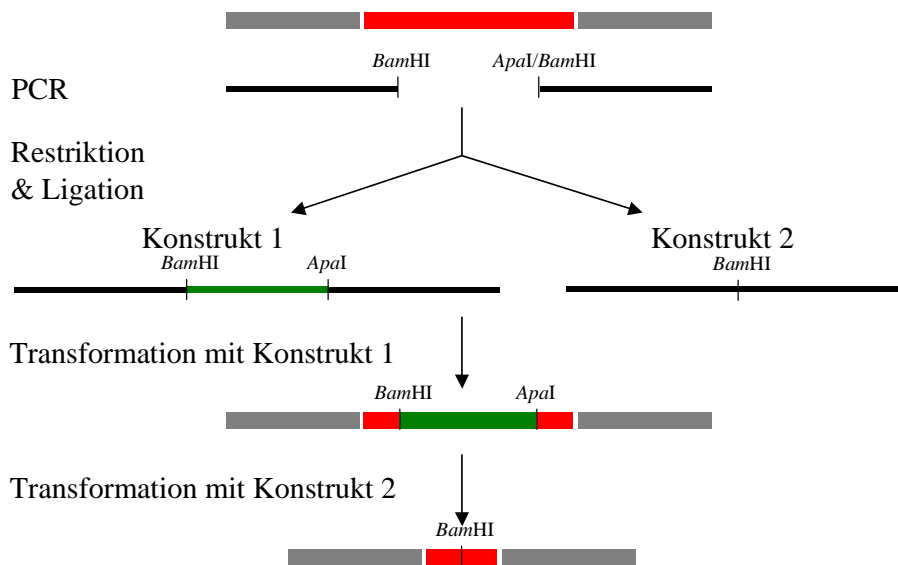 BamHI ApaI/BamHI
PCR
Restriktion
& Ligation
Konstrukt 1 Konstrukt 2
BamHI ApaI BamHI
Transformation mit Konstrukt 1
BamHI ApaI
Transformation mit Konstrukt 2
BamHI